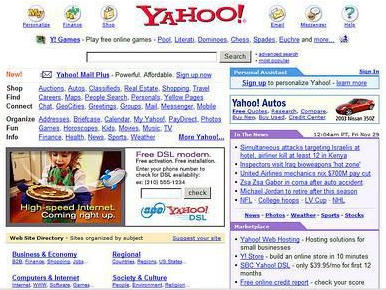 YAHOO!
My
Personalize
Finance
Shop
Email
Messenger
Help
Y! Games - Play free online games - Pool, Literati, Dominoes, Chess, Spades, Euchre and more...
Search
• advanced search
• most popular
New! Yahoo! Mail Plus - Powerful. Affordable. Sign up now
Shop Auctions, Autos, Classifieds, Real Estate, Shopping, Travel
Find Careers, Maps, People Search, Personals, Yellow Pages
Connect Chat, GeoCities, Greetings, Groups, Mail, Messenger, Mobile
Organize Addresses, Briefcase, Calendar, My Yahoo!, PayDirect, Photos
Fun Games, Horoscopes, Kids, Movies, Music, TV
Info Finance, Health, News, Sports, Weather
More Yahoo!...
High-speed Internet.
Coming right up.
Free DSL modem.
Self-installation. Free installation.
Enter your phone number
to check for DSL availability:
ex: (210) 555-1234
check
SBC YAHOO!
DSL
Web Site Directory - Sites organized by subject
Suggest your site
Business & Economy
B2B, Finance, Shopping, Jobs...
Regional
Countries, Regions, US States...
Computers & Internet
Internet, WWW, Software, Games...
Society & Culture
People, Environment, Religion...
Personal Assistant
Sign In
Sign up to personalize Yahoo! - learn more
Yahoo! Autos
Free Quotes, Research, Compare,
Buy New, Buy Used, Credit Center
2003 Nissan 350Z
In The News
12:04am PT, Fri Nov 29
• Simultaneous attacks targeting Israelis at
hotel, airliner kill at least 12 in Kenya
• Inspectors visit Iraq bioweapons 'hot zone'
• United Airlines mechanics nix $700M pay cut
• Zsa Zsa Gabor in coma after auto accident
• Michael Jordan to retire after this season
• NFL - College hoops - LV Cup - NHL
News - Photos - Weather - Sports - Stocks
Marketplace
• Yahoo! Web Hosting - Hosting solutions for
small businesses
• Y! Store - build an online store in 10 minutes
• SBC Yahoo! DSL - only $39.95/mo for first 12
months
• Free online credit report - check your score